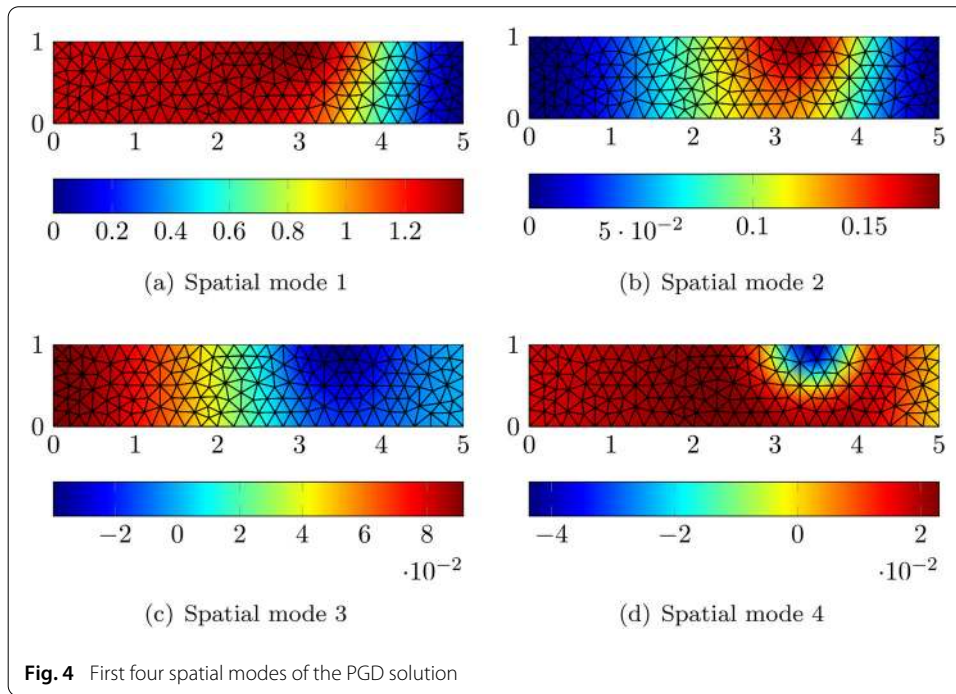 1
0
0 1 2 3 4 5
0 0.2 0.4 0.6 0.8 1 1.2
(a) Spatial mode 1
1
0
0 1 2 3 4 5
0 5 · 10−2 0.1 0.15
(b) Spatial mode 2
1
0
0 1 2 3 4 5
−2 0 2 4 6 8
·10−2
(c) Spatial mode 3
1
0
0 1 2 3 4 5
−4 −2 0 2
·10−2
(d) Spatial mode 4
Fig. 4 First four spatial modes of the PGD solution